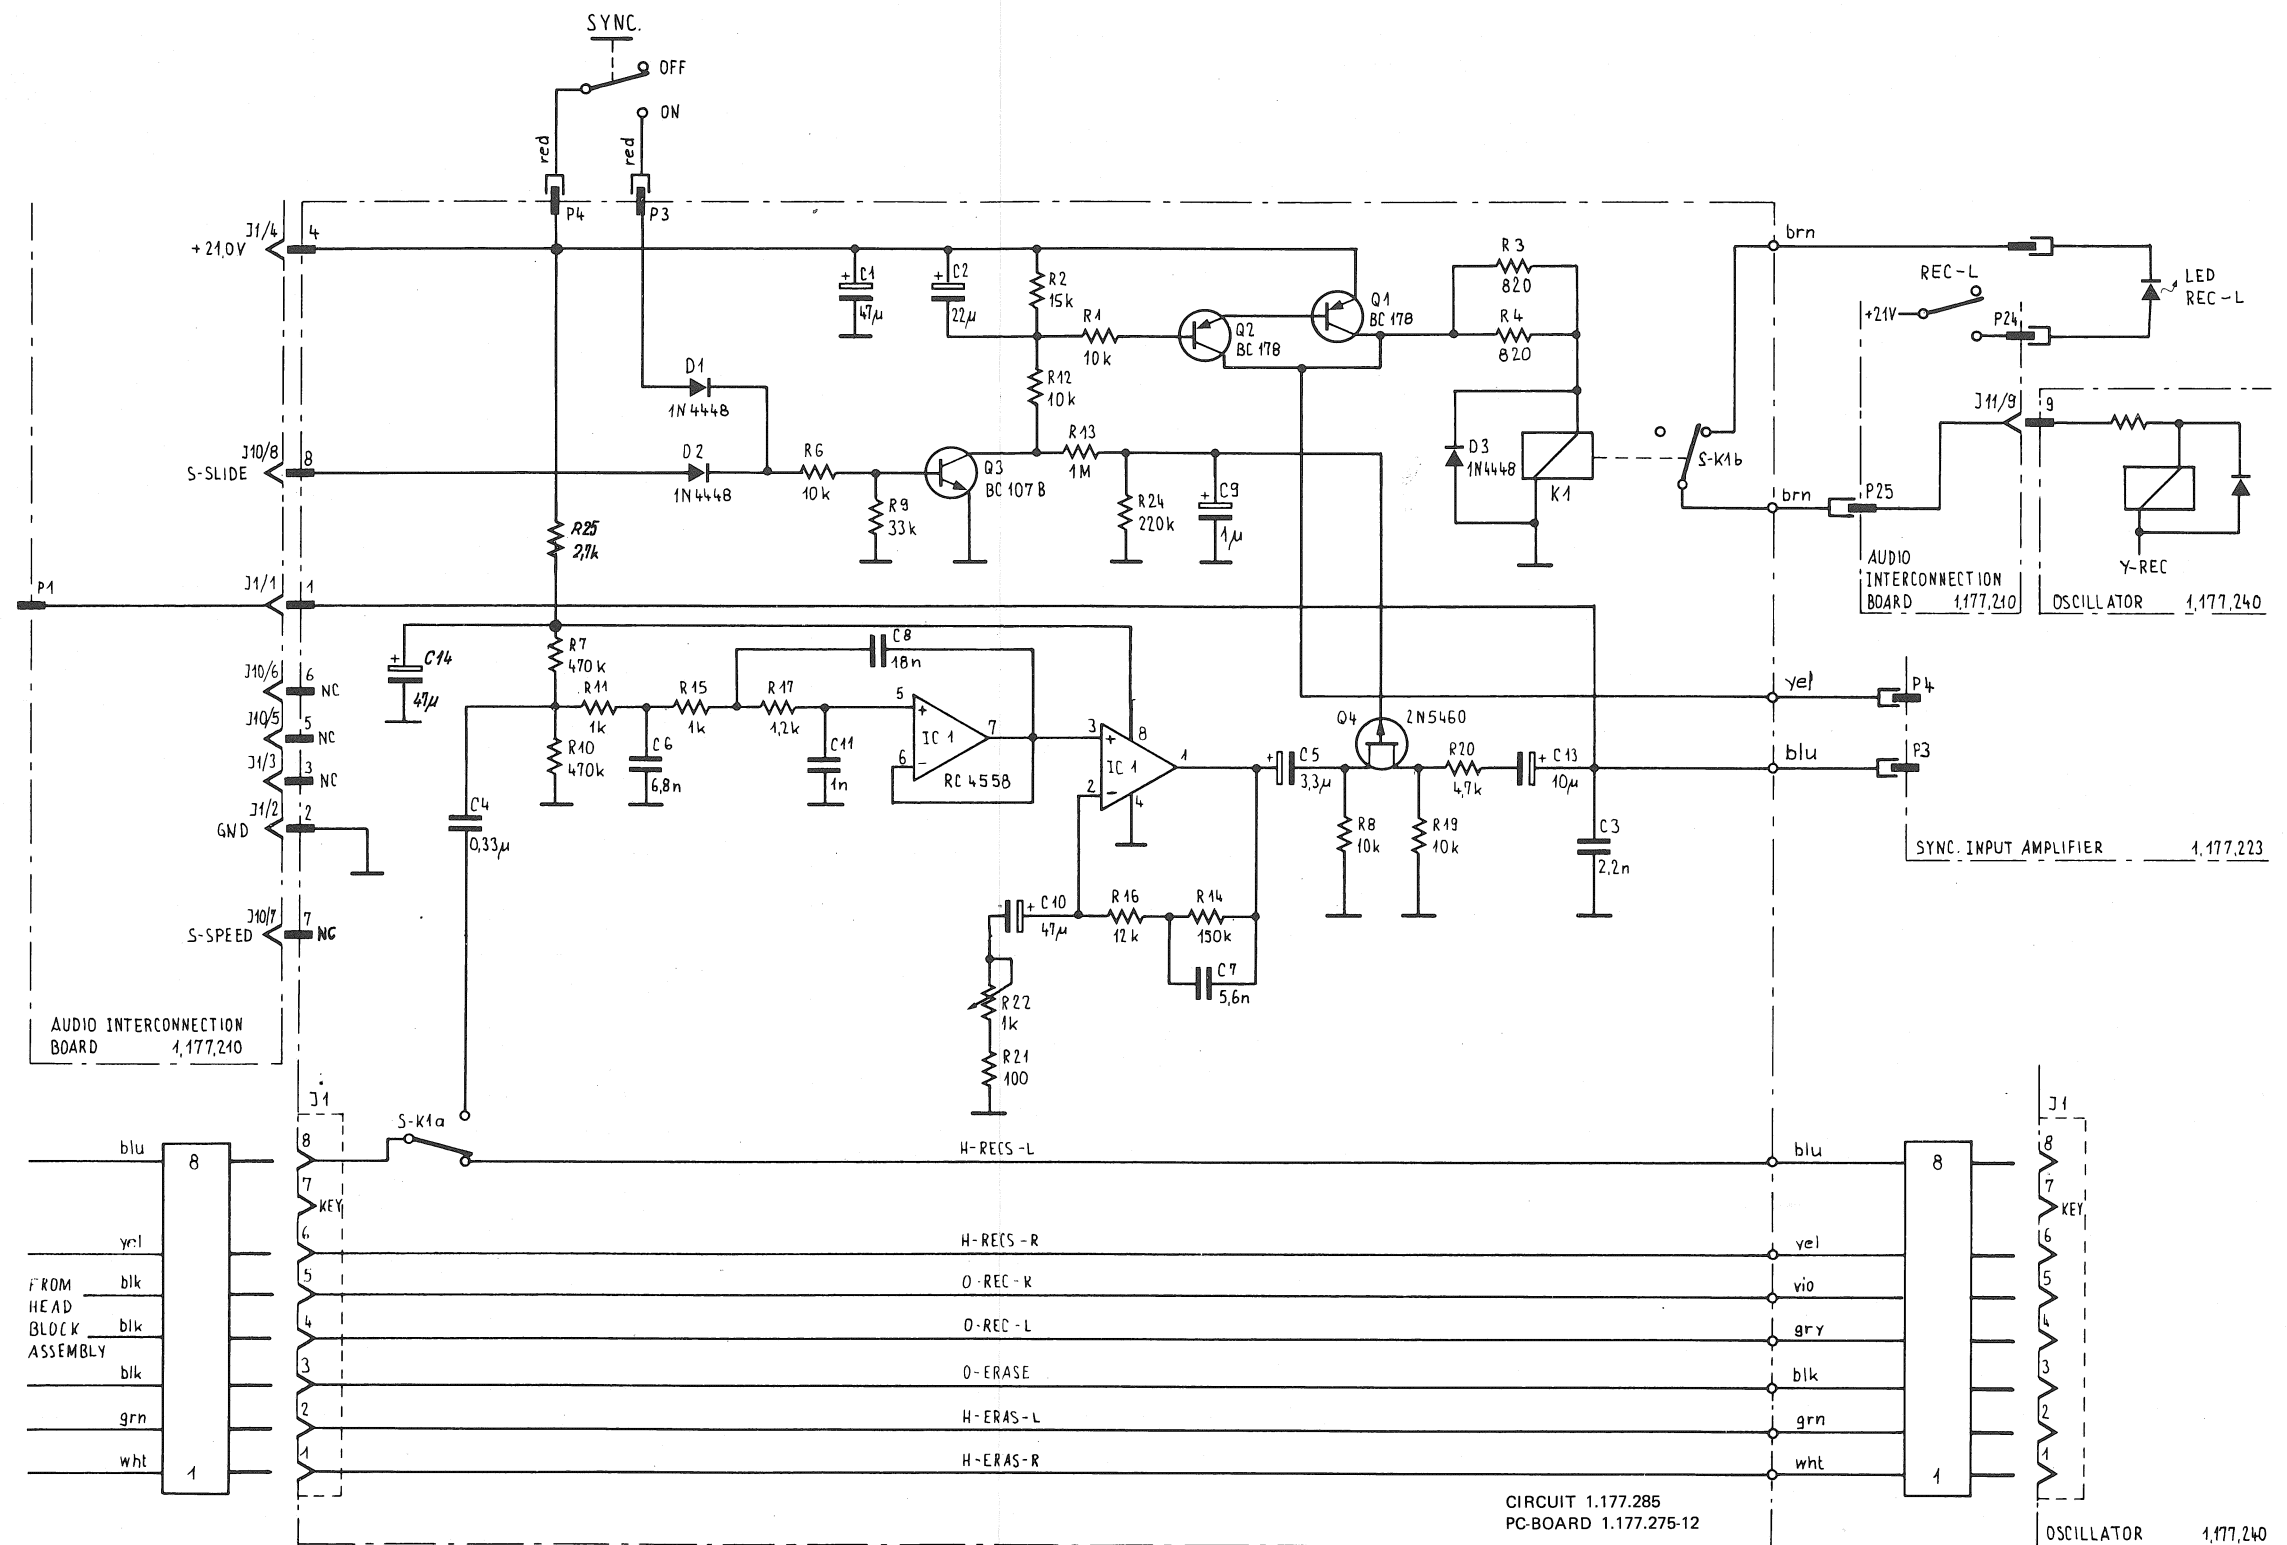 SYNC.
OFF
ON
red
red
P4
P3
J1/4
4
+21,0V
brn
+ C1
47µ
+ C2
22µ
R2
15k
R1
10k
Q2
BC 178
Q1
BC 178
R3
820
R4
820
REC-L
+21V
P24
LED
REC-L
D1
1N4448
R12
10k
J10/8
8
S-SLIDE
D2
1N4448
R6
10k
R9
33k
Q3
BC 107 B
R13
1M
R24
220k
+ C9
1µ
D3
1N4448
K1
S-K1b
brn
P25
J11/9
9
Y-REC
AUDIO
INTERCONNECTION
BOARD 1,177,210
OSCILLATOR 1,177,240
R25
2,7k
P1
J1/1
1
+ C14
47µ
R7
470k
R11
1k
R15
1k
R17
1,2k
C8
18n
R10
470k
C6
6,8n
C11
1n
5
+
IC 1
7
6
-
RC 4558
3
+
8
IC 1
1
2
-
4
J10/6
6
NC
J10/5
5
NC
J1/3
3
NC
J1/2
2
GND
J10/7
7
S-SPEED
NC
C4
0,33µ
+ C5
3,3µ
Q4
2N5460
R20
4,7k
+ C13
10µ
R8
10k
R19
10k
C3
2,2n
yel
P4
blu
P3
SYNC. INPUT AMPLIFIER 1,177,223
+ C10
47µ
R16
12k
R14
150k
C7
5,6n
R22
1k
R21
100
AUDIO INTERCONNECTION
BOARD 1,177,210
J1
S-K1a
J1
blu
8
8
H-RECS-L
blu
8
8
7
KEY
7
KEY
yel
6
H-RECS-R
yel
6
FROM
HEAD
BLOCK
ASSEMBLY
blk
5
O-REC-R
vio
5
blk
4
O-REC-L
gry
4
blk
3
O-ERASE
blk
3
grn
2
H-ERAS-L
grn
2
wht
1
1
H-ERAS-R
wht
1
1
CIRCUIT 1.177.285
PC-BOARD 1.177.275-12
OSCILLATOR 1,177,240